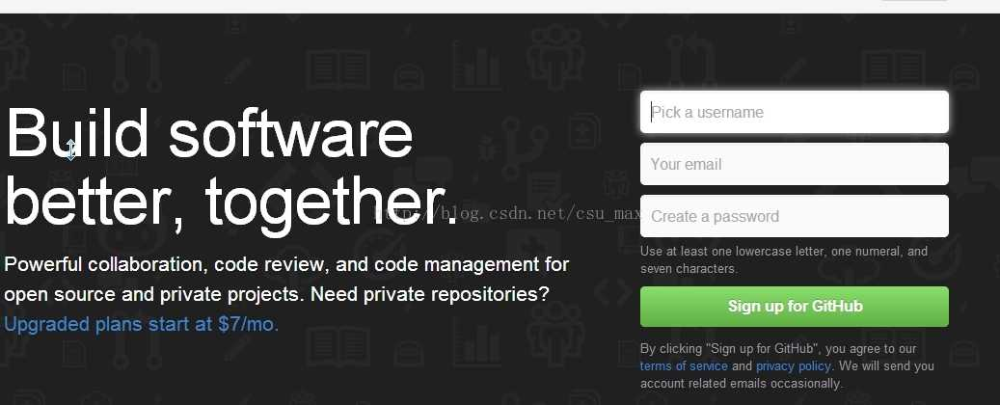 Build software
better, together.
http://blog.csdn.net/csu_max
Powerful collaboration, code review, and code management for
open source and private projects. Need private repositories?
Upgraded plans start at $7/mo.
Pick a username
Your email
Create a password
Use at least one lowercase letter, one numeral, and
seven characters.
Sign up for GitHub
By clicking "Sign up for GitHub", you agree to our
terms of service and privacy policy. We will send you
account related emails occasionally.